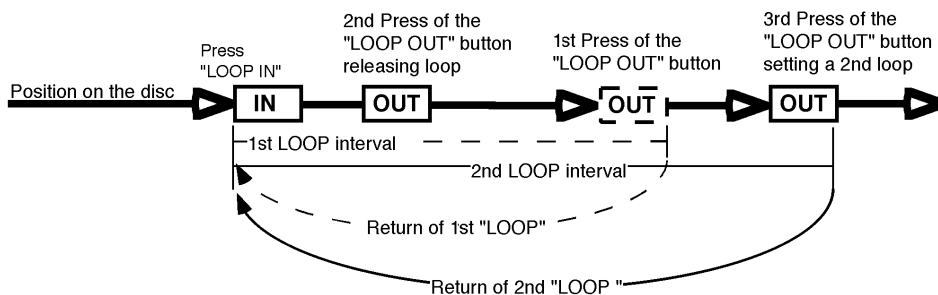 Press
"LOOP IN"
2nd Press of the
"LOOP OUT" button
releasing loop
1st Press of the
"LOOP OUT" button
3rd Press of the
"LOOP OUT" button
setting a 2nd loop
Position on the disc
IN
OUT
OUT
OUT
1st LOOP interval
2nd LOOP interval
Return of 1st "LOOP"
Return of 2nd "LOOP "